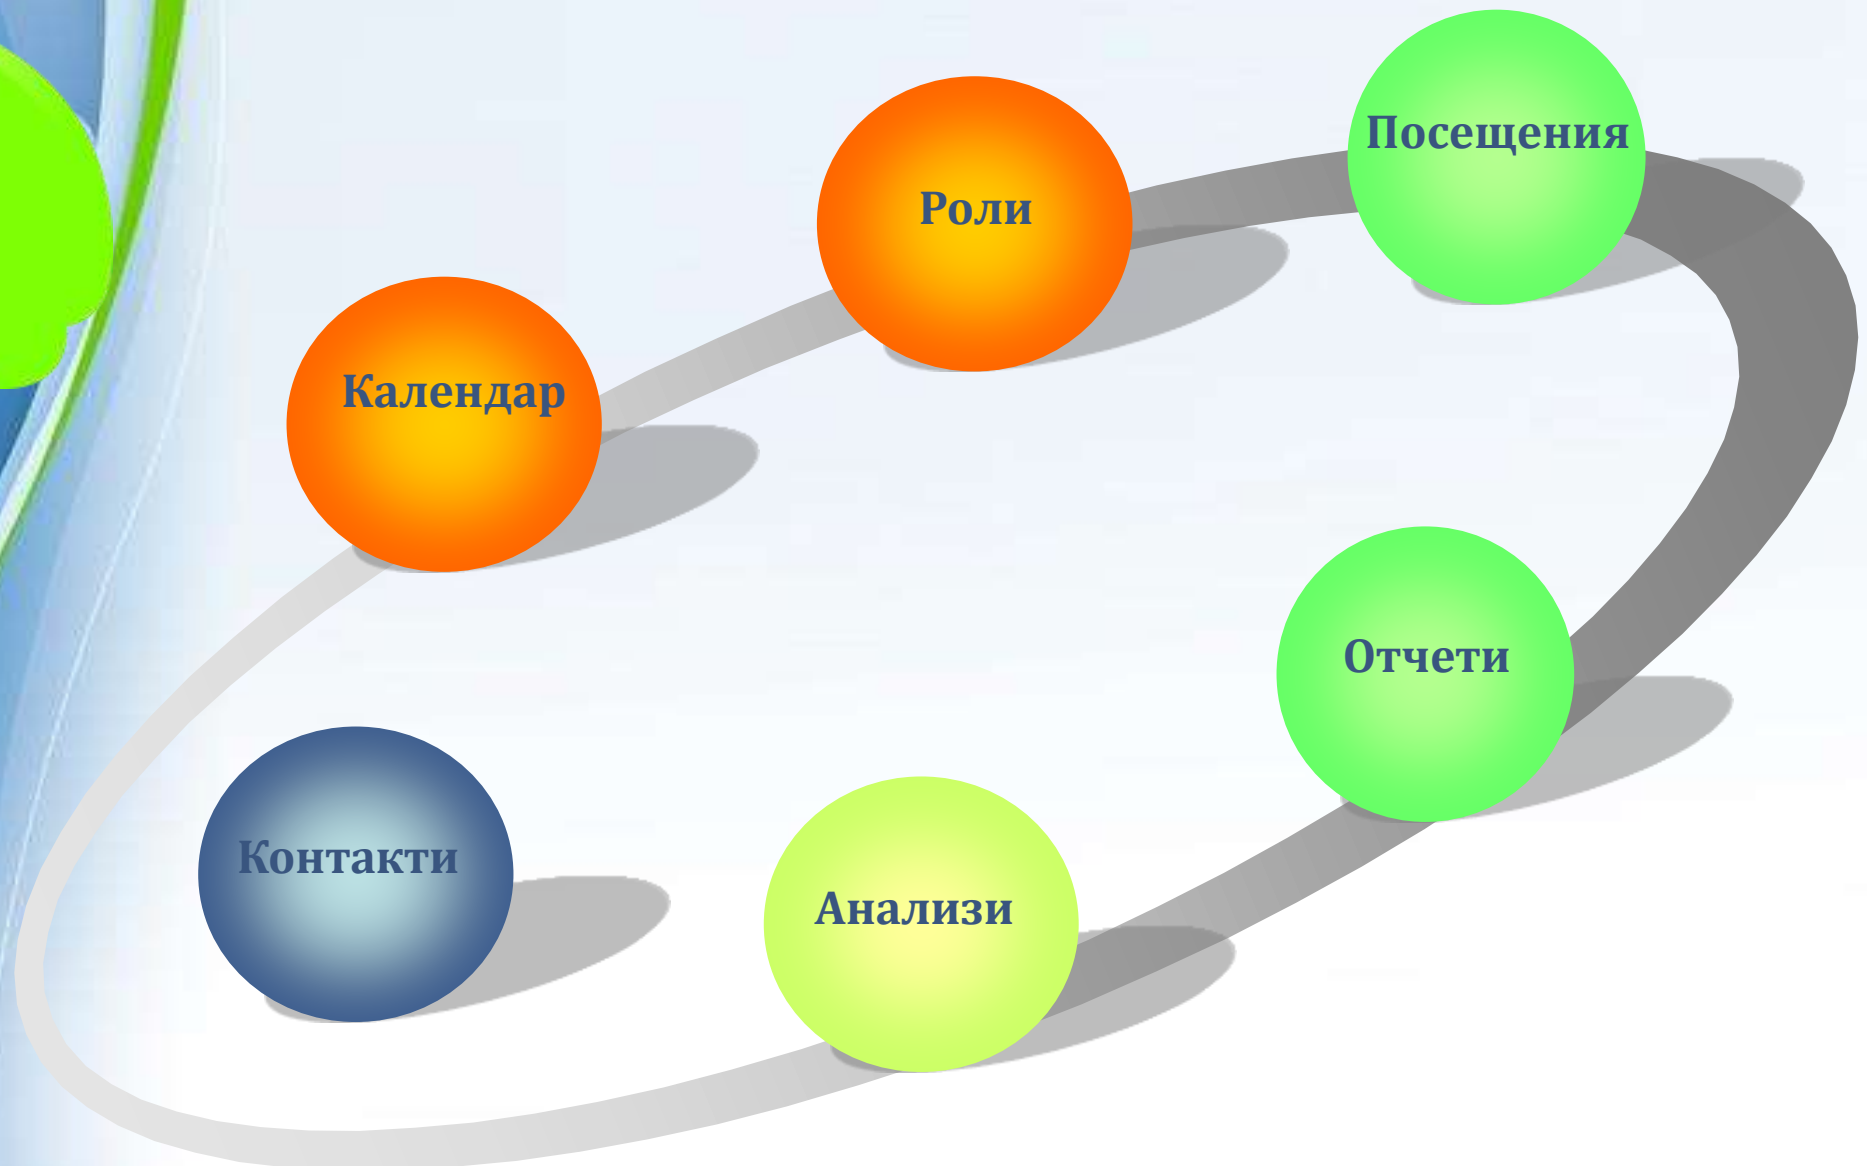 Посещения
Роли
Календар
Отчети
Контакти
Анализи